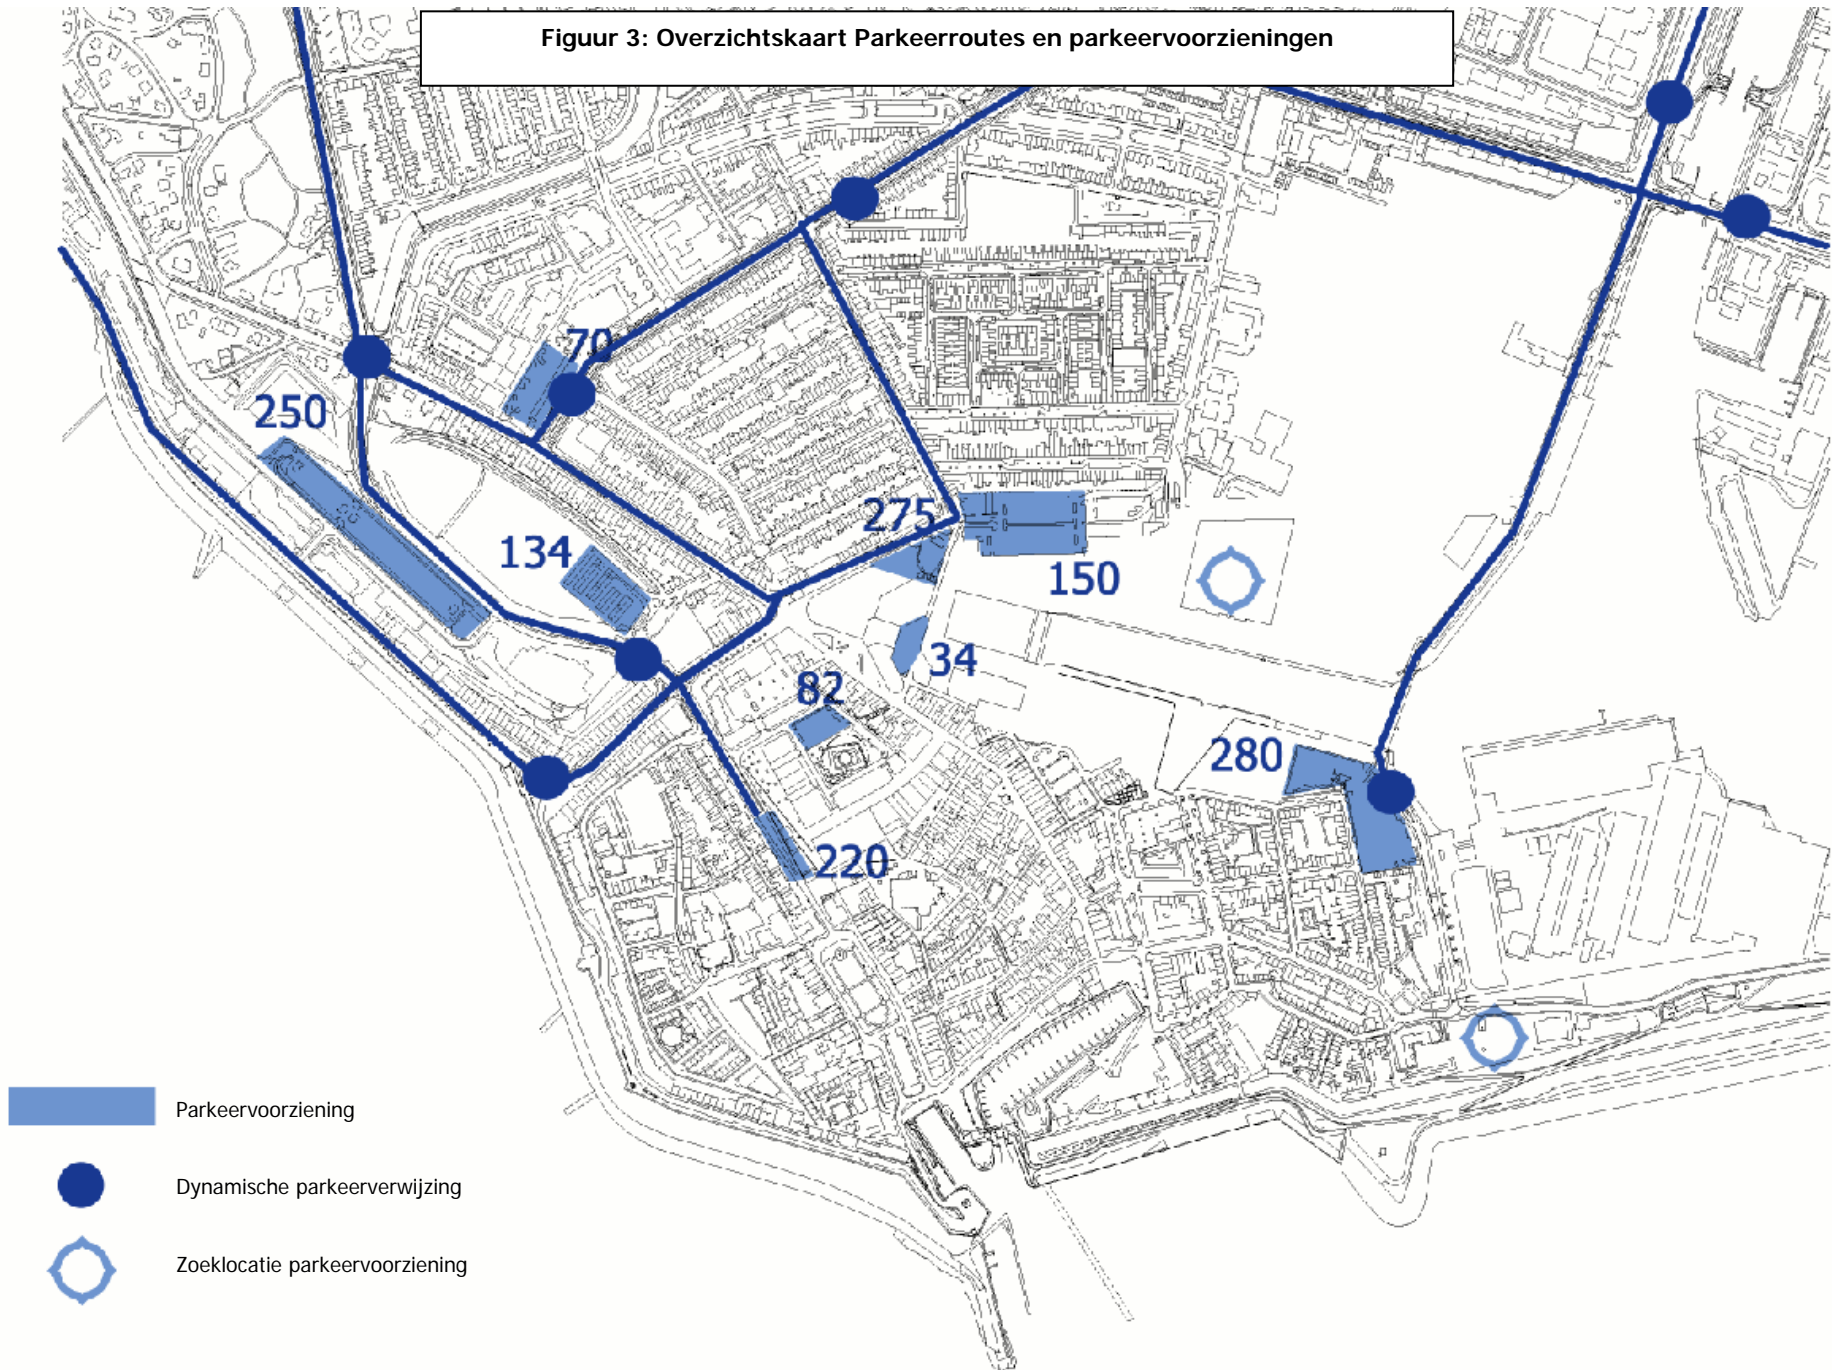 Figuur 3: Overzichtskaart Parkeerroutes en parkeervoorzieningen
70
250
275
134
150
34
82
280
220
Parkeervoorziening
Dynamische parkeerverwijzing
Zoeklocatie parkeervoorziening